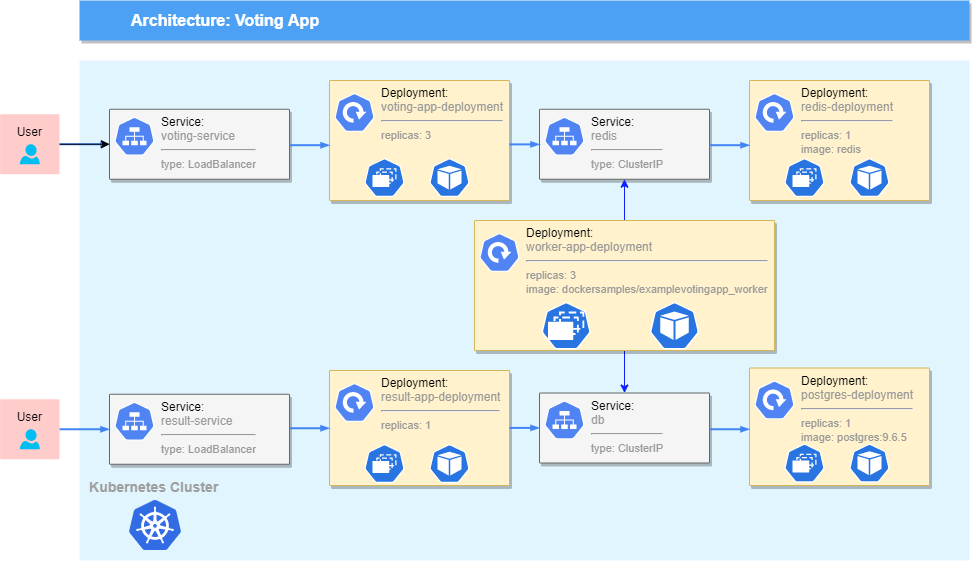 Architecture: Voting App
User
Service:
voting-service
type: LoadBalancer
Deployment:
voting-app-deployment
replicas: 3
Service:
redis
type: ClusterIP
Deployment:
redis-deployment
replicas: 1
image: redis
Deployment:
worker-app-deployment
replicas: 3
image: dockersamples/examplevotingapp_worker
User
Service:
result-service
type: LoadBalancer
Deployment:
result-app-deployment
replicas: 1
Service:
db
type: ClusterIP
Deployment:
postgres-deployment
replicas: 1
image: postgres:9.6.5
Kubernetes Cluster